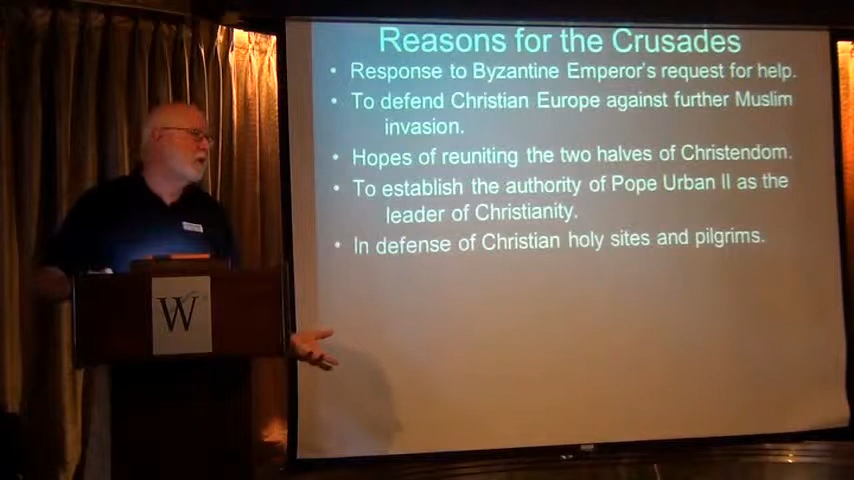 Reasons for the Crusades
• Response to Byzantine Emperor's request for help.
• To defend Christian Europe against further Muslim
invasion.
• Hopes of reuniting the two halves of Christendom.
• To establish the authority of Pope Urban II as the
leader of Christianity.
• In defense of Christian holy sites and pilgrims.
W